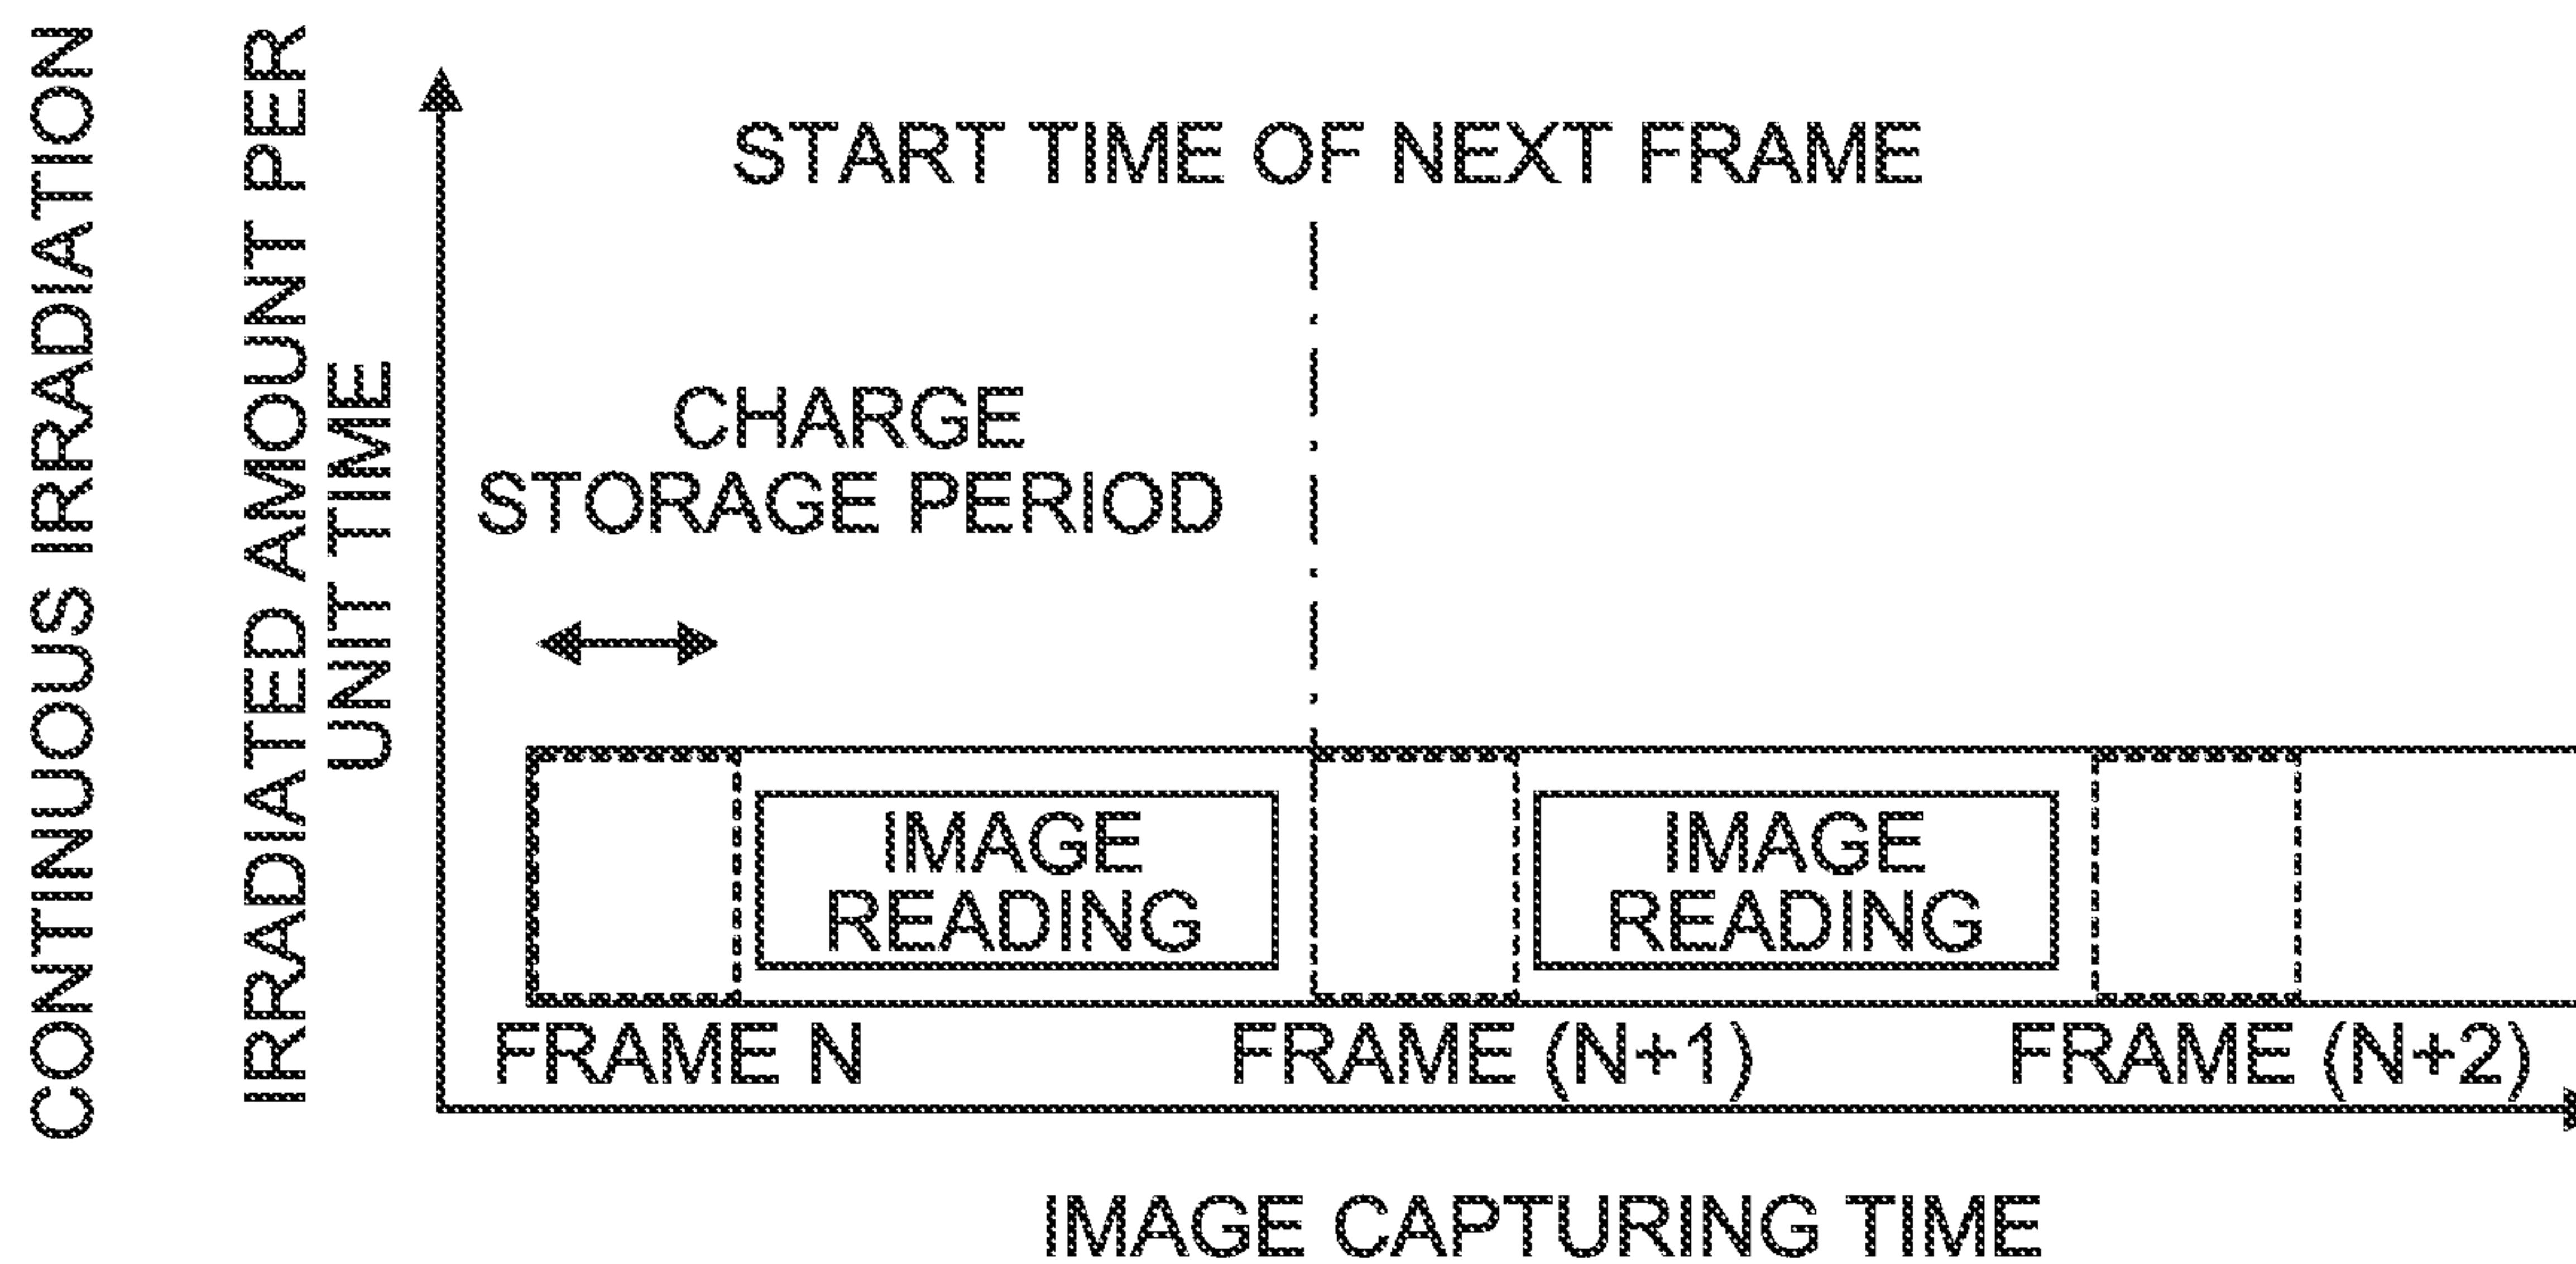 CONTINUOUS IRRADIATION
IRRADIATED AMOUNT PER
UNIT TIME
START TIME OF NEXT FRAME
CHARGE
STORAGE PERIOD
IMAGE
READING
IMAGE
READING
FRAME N
FRAME (N+1)
FRAME (N+2)
IMAGE CAPTURING TIME